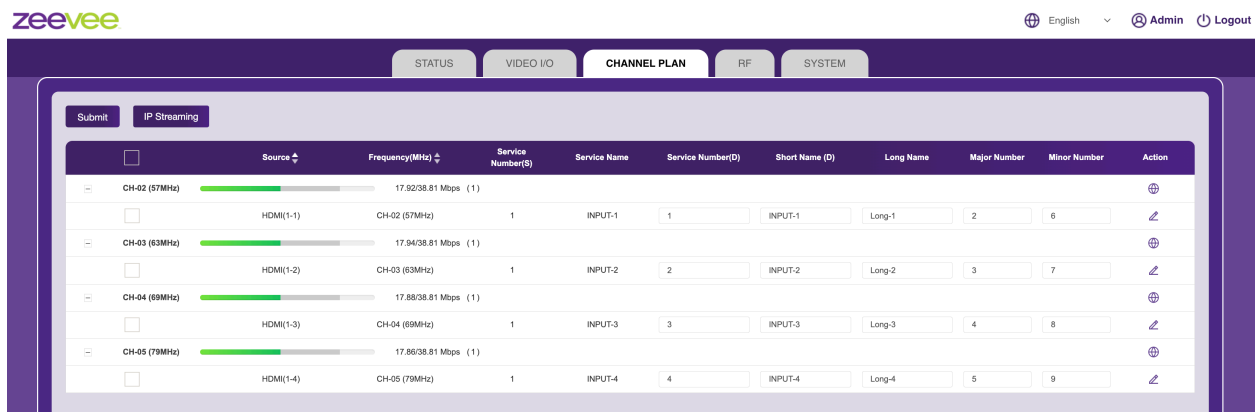 zeevee
English Admin Logout
STATUS VIDEO I/O CHANNEL PLAN RF SYSTEM
Submit IP Streaming
Source Frequency(MHz) Service Number(S) Service Name Service Number(D) Short Name (D) Long Name Major Number Minor Number Action
CH-02 (57MHz) 17.92/38.81 Mbps (1)
HDMI(1-1) CH-02 (57MHz) 1 INPUT-1 1 INPUT-1 Long-1 2 6
CH-03 (63MHz) 17.94/38.81 Mbps (1)
HDMI(1-2) CH-03 (63MHz) 1 INPUT-2 2 INPUT-2 Long-2 3 7
CH-04 (69MHz) 17.88/38.81 Mbps (1)
HDMI(1-3) CH-04 (69MHz) 1 INPUT-3 3 INPUT-3 Long-3 4 8
CH-05 (79MHz) 17.86/38.81 Mbps (1)
HDMI(1-4) CH-05 (79MHz) 1 INPUT-4 4 INPUT-4 Long-4 5 9